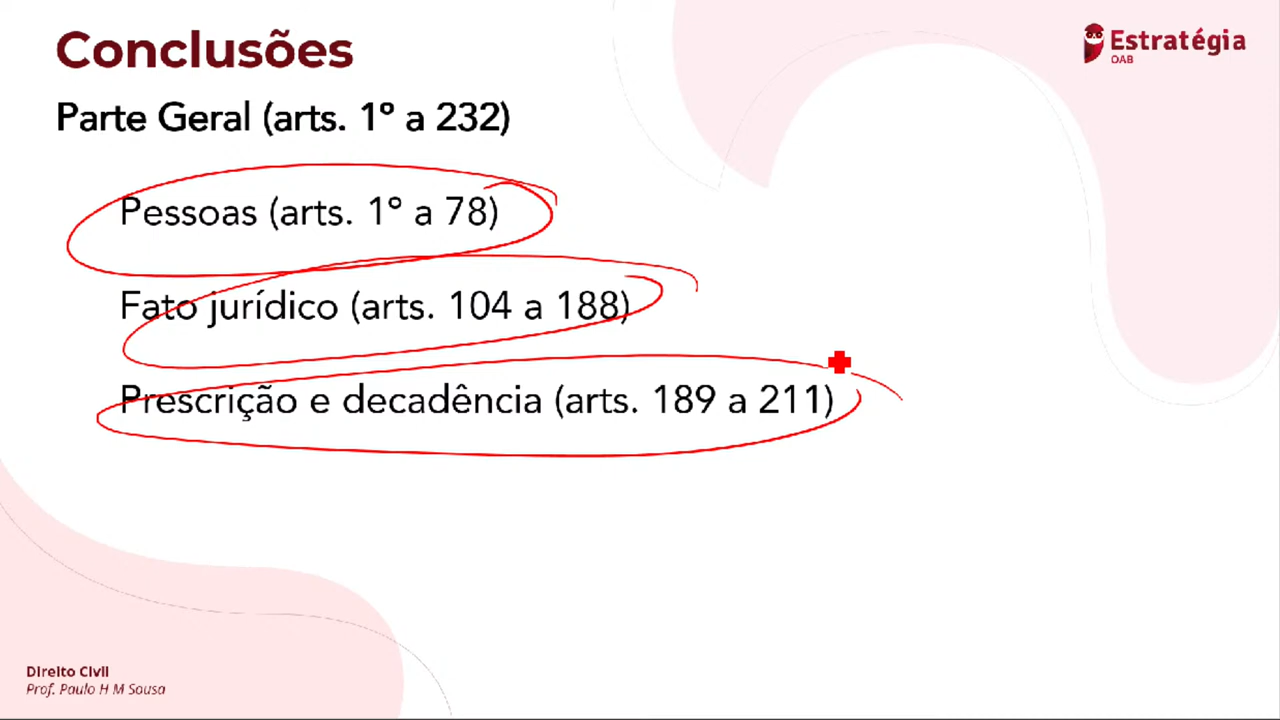 Conclusões
Estratégia
OAB
Parte Geral (arts. 1º a 232)
Pessoas (arts. 1º a 78)
Fato jurídico (arts. 104 a 188)
Prescrição e decadência (arts. 189 a 211)
Direito Civil
Prof. Paulo H M Sousa